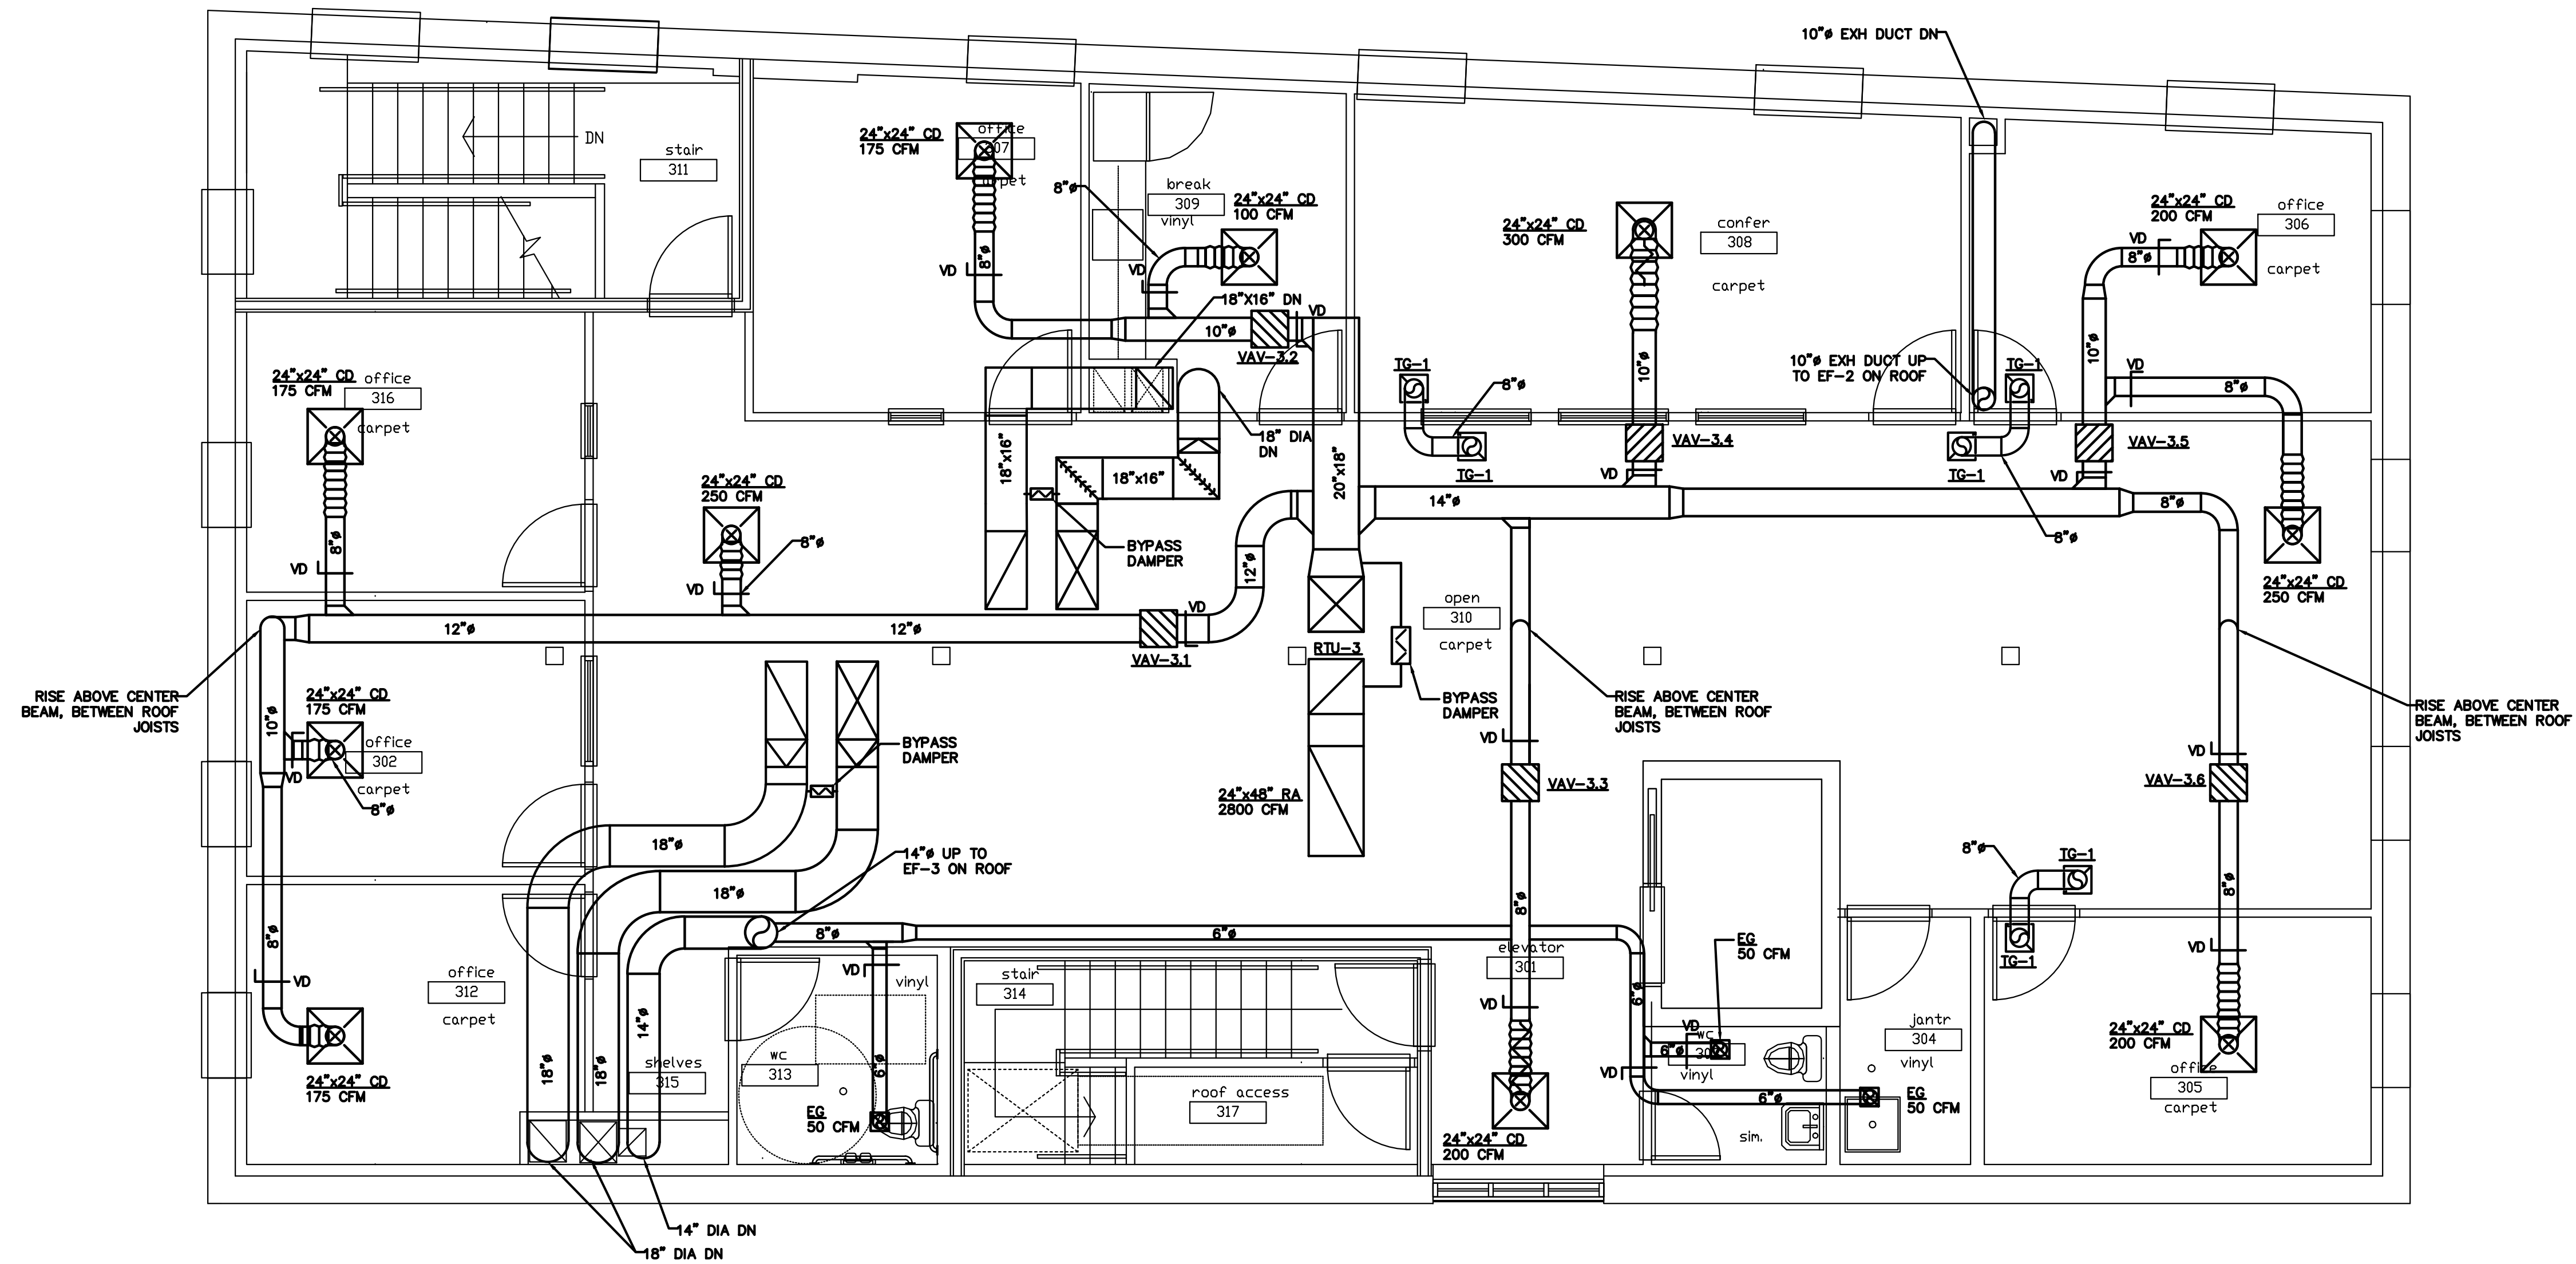 10"ø EXH DUCT DN
DN
stair
311
24"x24" CD
175 CFM
office
carpet
8"ø
VD
8"ø
break
309
vinyl
24"x24" CD
100 CFM
VD
18"X16" DN
VD
10"ø
VAV-3.2
24"x24" CD
300 CFM
confer
308
carpet
10"ø
24"x24" CD
200 CFM
office
306
carpet
VD
8"ø
10"ø
10"ø EXH DUCT UP
TO EF-2 ON ROOF
TG-1
TG-1
8"ø
TG-1
TG-1
8"ø
VD
8"ø
VAV-3.4
VD
VAV-3.5
VD
24"x24" CD
175 CFM
office
316
carpet
8"ø
VD
24"x24" CD
250 CFM
8"ø
VD
18"x16"
18"x16"
18" DIA
DN
20"x18"
14"ø
8"ø
BYPASS
DAMPER
12"ø
24"x24" CD
250 CFM
12"ø
12"ø
VD
VAV-3.1
open
310
carpet
RTU-3
RISE ABOVE CENTER
BEAM, BETWEEN ROOF
JOISTS
10"ø
24"x24" CD
175 CFM
office
302
carpet
VD
VD
8"ø
BYPASS
DAMPER
BYPASS
DAMPER
RISE ABOVE CENTER
BEAM, BETWEEN ROOF
JOISTS
RISE ABOVE CENTER
BEAM, BETWEEN ROOF
JOISTS
VD
VAV-3.3
VD
VAV-3.6
24"x48" RA
2800 CFM
18"ø
18"ø
14"ø UP TO
EF-3 ON ROOF
8"ø
TG-1
TG-1
8"ø
8"ø
8"ø
8"ø
6"ø
VD
VD
office
312
carpet
24"x24" CD
175 CFM
VD
vinyl
stair
314
elevator
301
VD
6"ø
EG
50 CFM
VD
6"ø
wc
vinyl
jantr
304
vinyl
24"x24" CD
200 CFM
office
305
carpet
14"ø
18"ø
18"ø
shelves
315
wc
313
6"ø
EG
50 CFM
roof access
317
VD
6"ø
EG
50 CFM
sim.
24"x24" CD
200 CFM
14" DIA DN
18" DIA DN